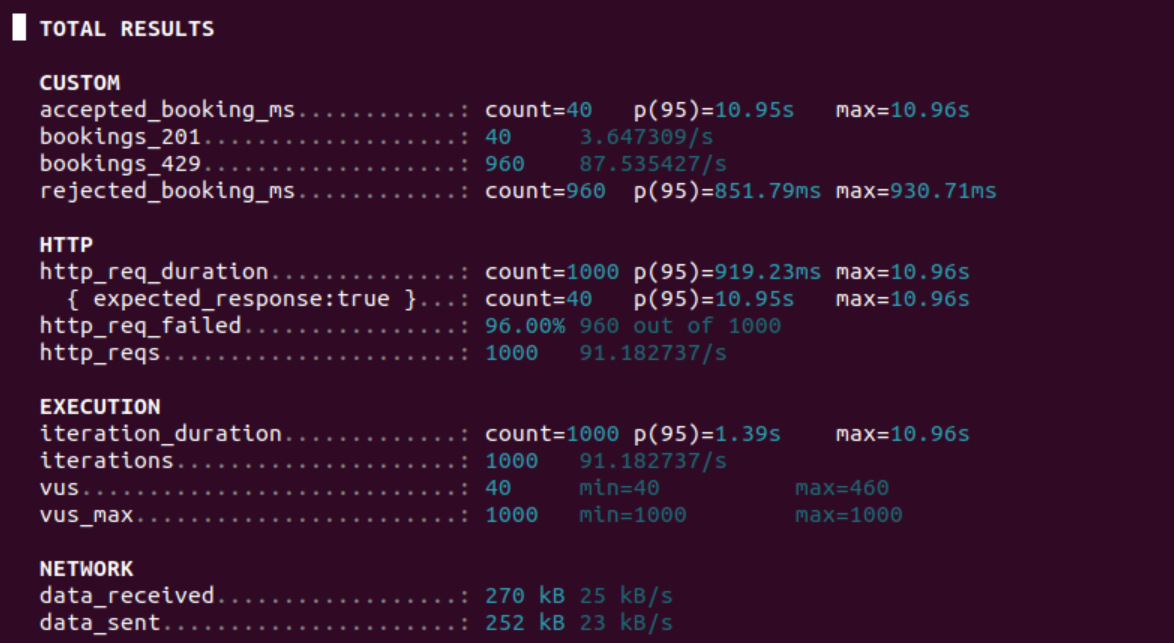 TOTAL RESULTS
CUSTOM
accepted_booking_ms.............: count=40 p(95)=10.95s max=10.96s
bookings_201....................: 40 3.647309/s
bookings_429....................: 960 87.535427/s
rejected_booking_ms.............: count=960 p(95)=851.79ms max=930.71ms
HTTP
http_req_duration...............: count=1000 p(95)=919.23ms max=10.96s
{ expected_response:true }....: count=40 p(95)=10.95s max=10.96s
http_req_failed.................: 96.00% 960 out of 1000
http_reqs.......................: 1000 91.182737/s
EXECUTION
iteration_duration..............: count=1000 p(95)=1.39s max=10.96s
iterations......................: 1000 91.182737/s
vus.............................: 40 min=40 max=460
vus_max.........................: 1000 min=1000 max=1000
NETWORK
data_received...................: 270 kB 25 kB/s
data_sent.......................: 252 kB 23 kB/s